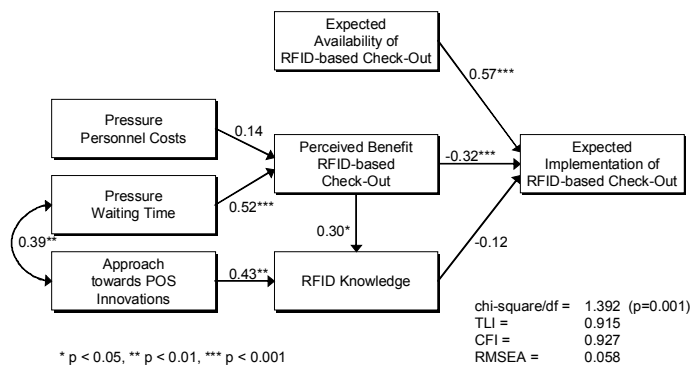 Expected
Availability of
RFID-based Check-Out
0.57***
Pressure
Personnel Costs
0.14
Perceived Benefit
RFID-based
Check-Out
-0.32***
Expected
Implementation of
RFID-based Check-Out
Pressure
Waiting Time
0.52***
0.39**
0.30*
-0.12
Approach
towards POS
Innovations
0.43**
RFID Knowledge
chi-square/df = 1.392 (p=0.001)
TLI = 0.915
CFI = 0.927
RMSEA = 0.058
* p < 0.05, ** p < 0.01, *** p < 0.001